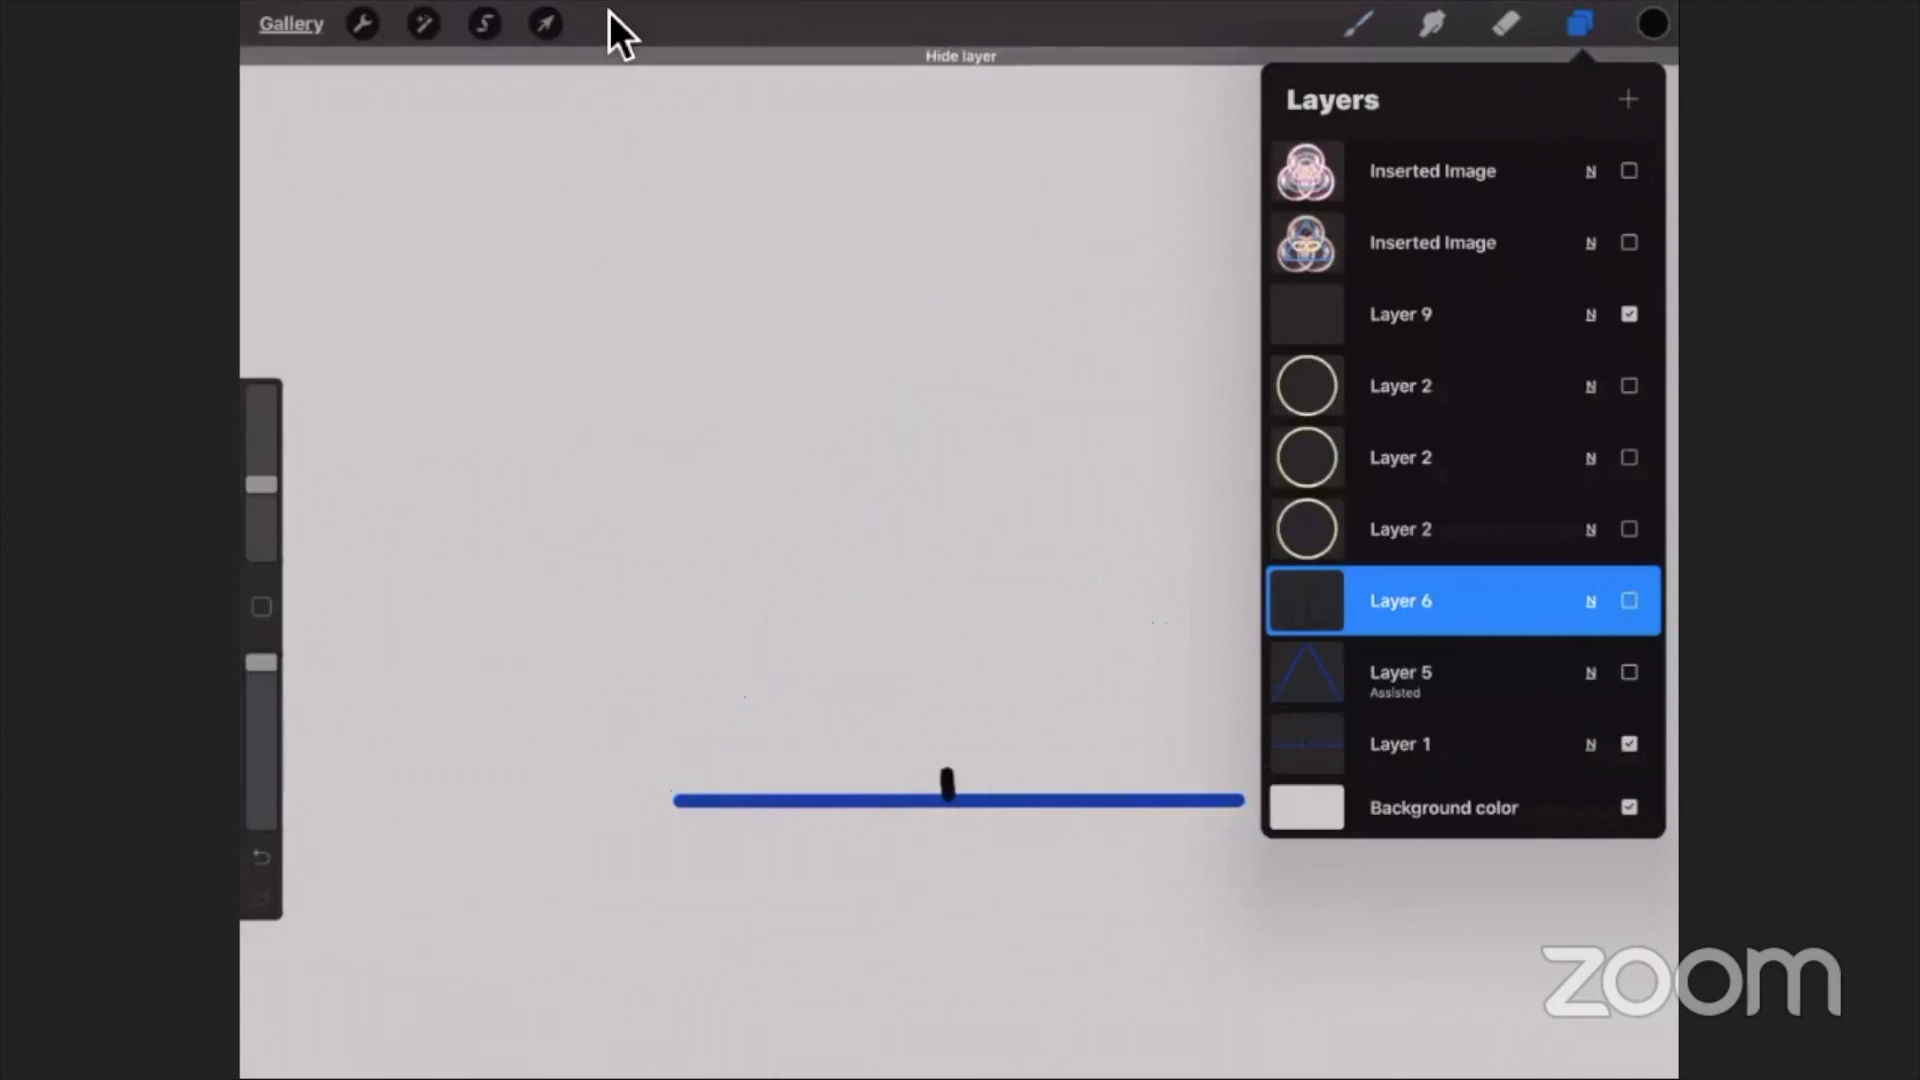 Gallery
Hide layer
Layers
Inserted Image N
Inserted Image N
Layer 9 N
Layer 2 N
Layer 2 N
Layer 2 N
Layer 6 N
Layer 5 N
Assisted
Layer 1 N
Background color
zoom